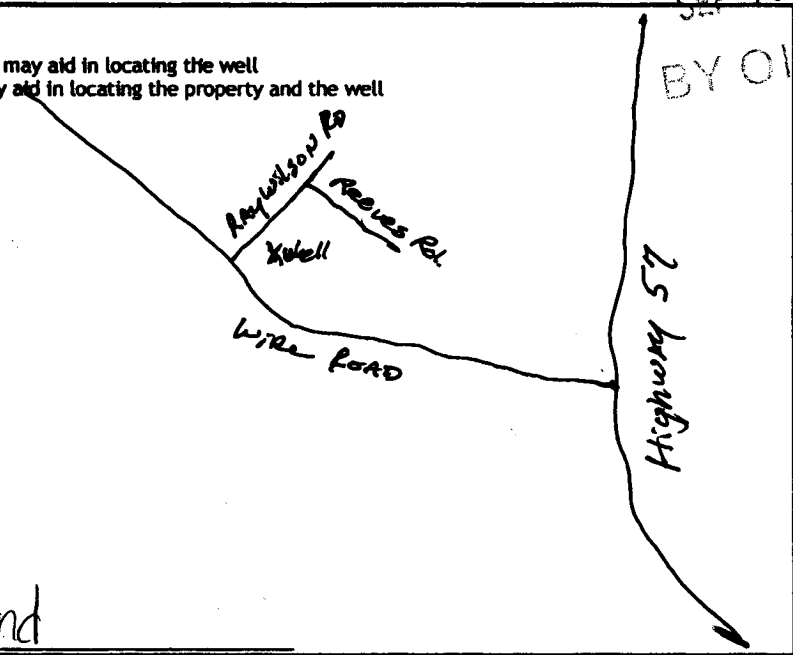 may aid in locating the well
aid in locating the property and the well
BY
Ray Wilson RD
Reeves Rd.
X Well
Wire ROAD
Highway 57
nd